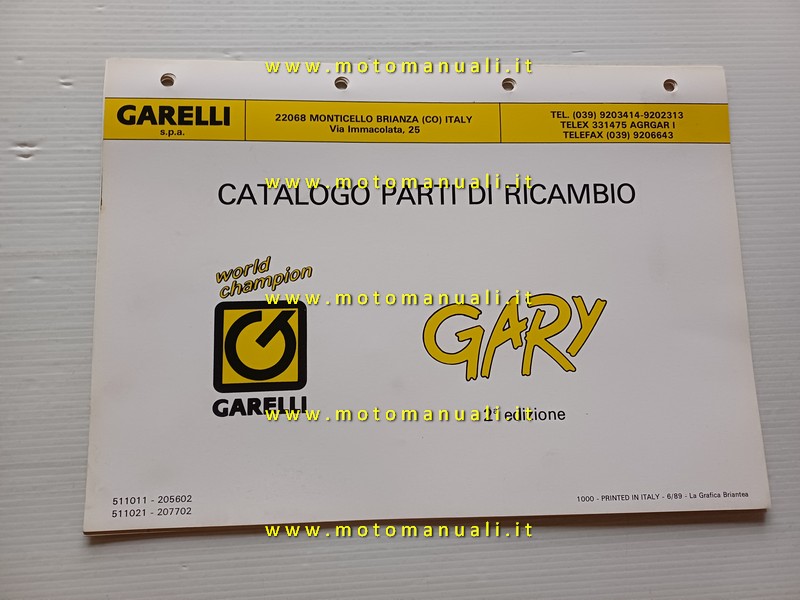 www.motomanuali.it
GARELLI
s.p.a.
22068 MONTICELLO BRIANZA (CO) ITALY
Via Immacolata, 25
TEL. (039) 9203414-9202313
TELEX 331475 AGRGAR I
TELEFAX (039) 9206643
www.motomanuali.it
CATALOGO PARTI DI RICAMBIO
world
champion
www.motomanuali.it
GARY
GARELLI
www.motomanuali.it
2° edizione
511011 - 205602
511021 - 207702
1000 - PRINTED IN ITALY - 6/89 - La Grafica Briantea
www.motomanuali.it